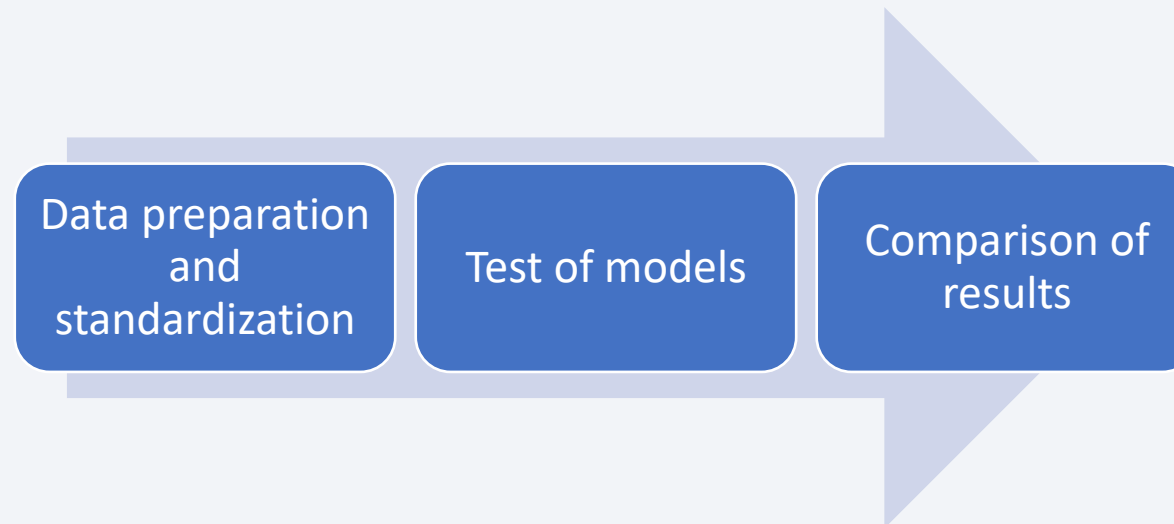 Data preparation
and
standardization
Test of models
Comparison of
results